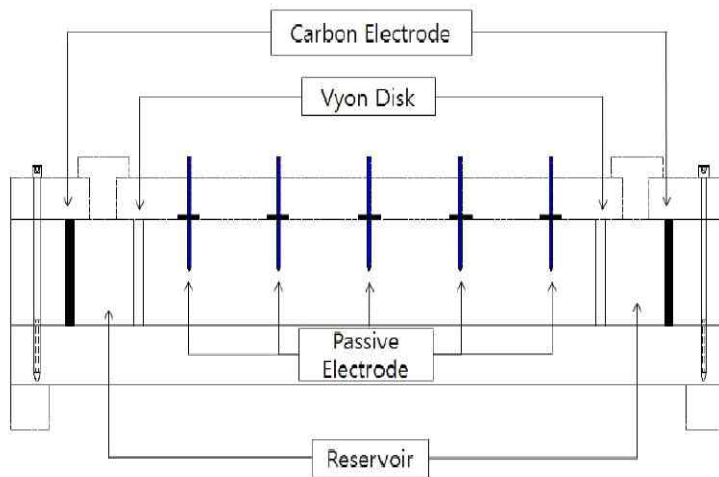 Carbon Electrode
Vyon Disk
Passive
Electrode
Reservoir